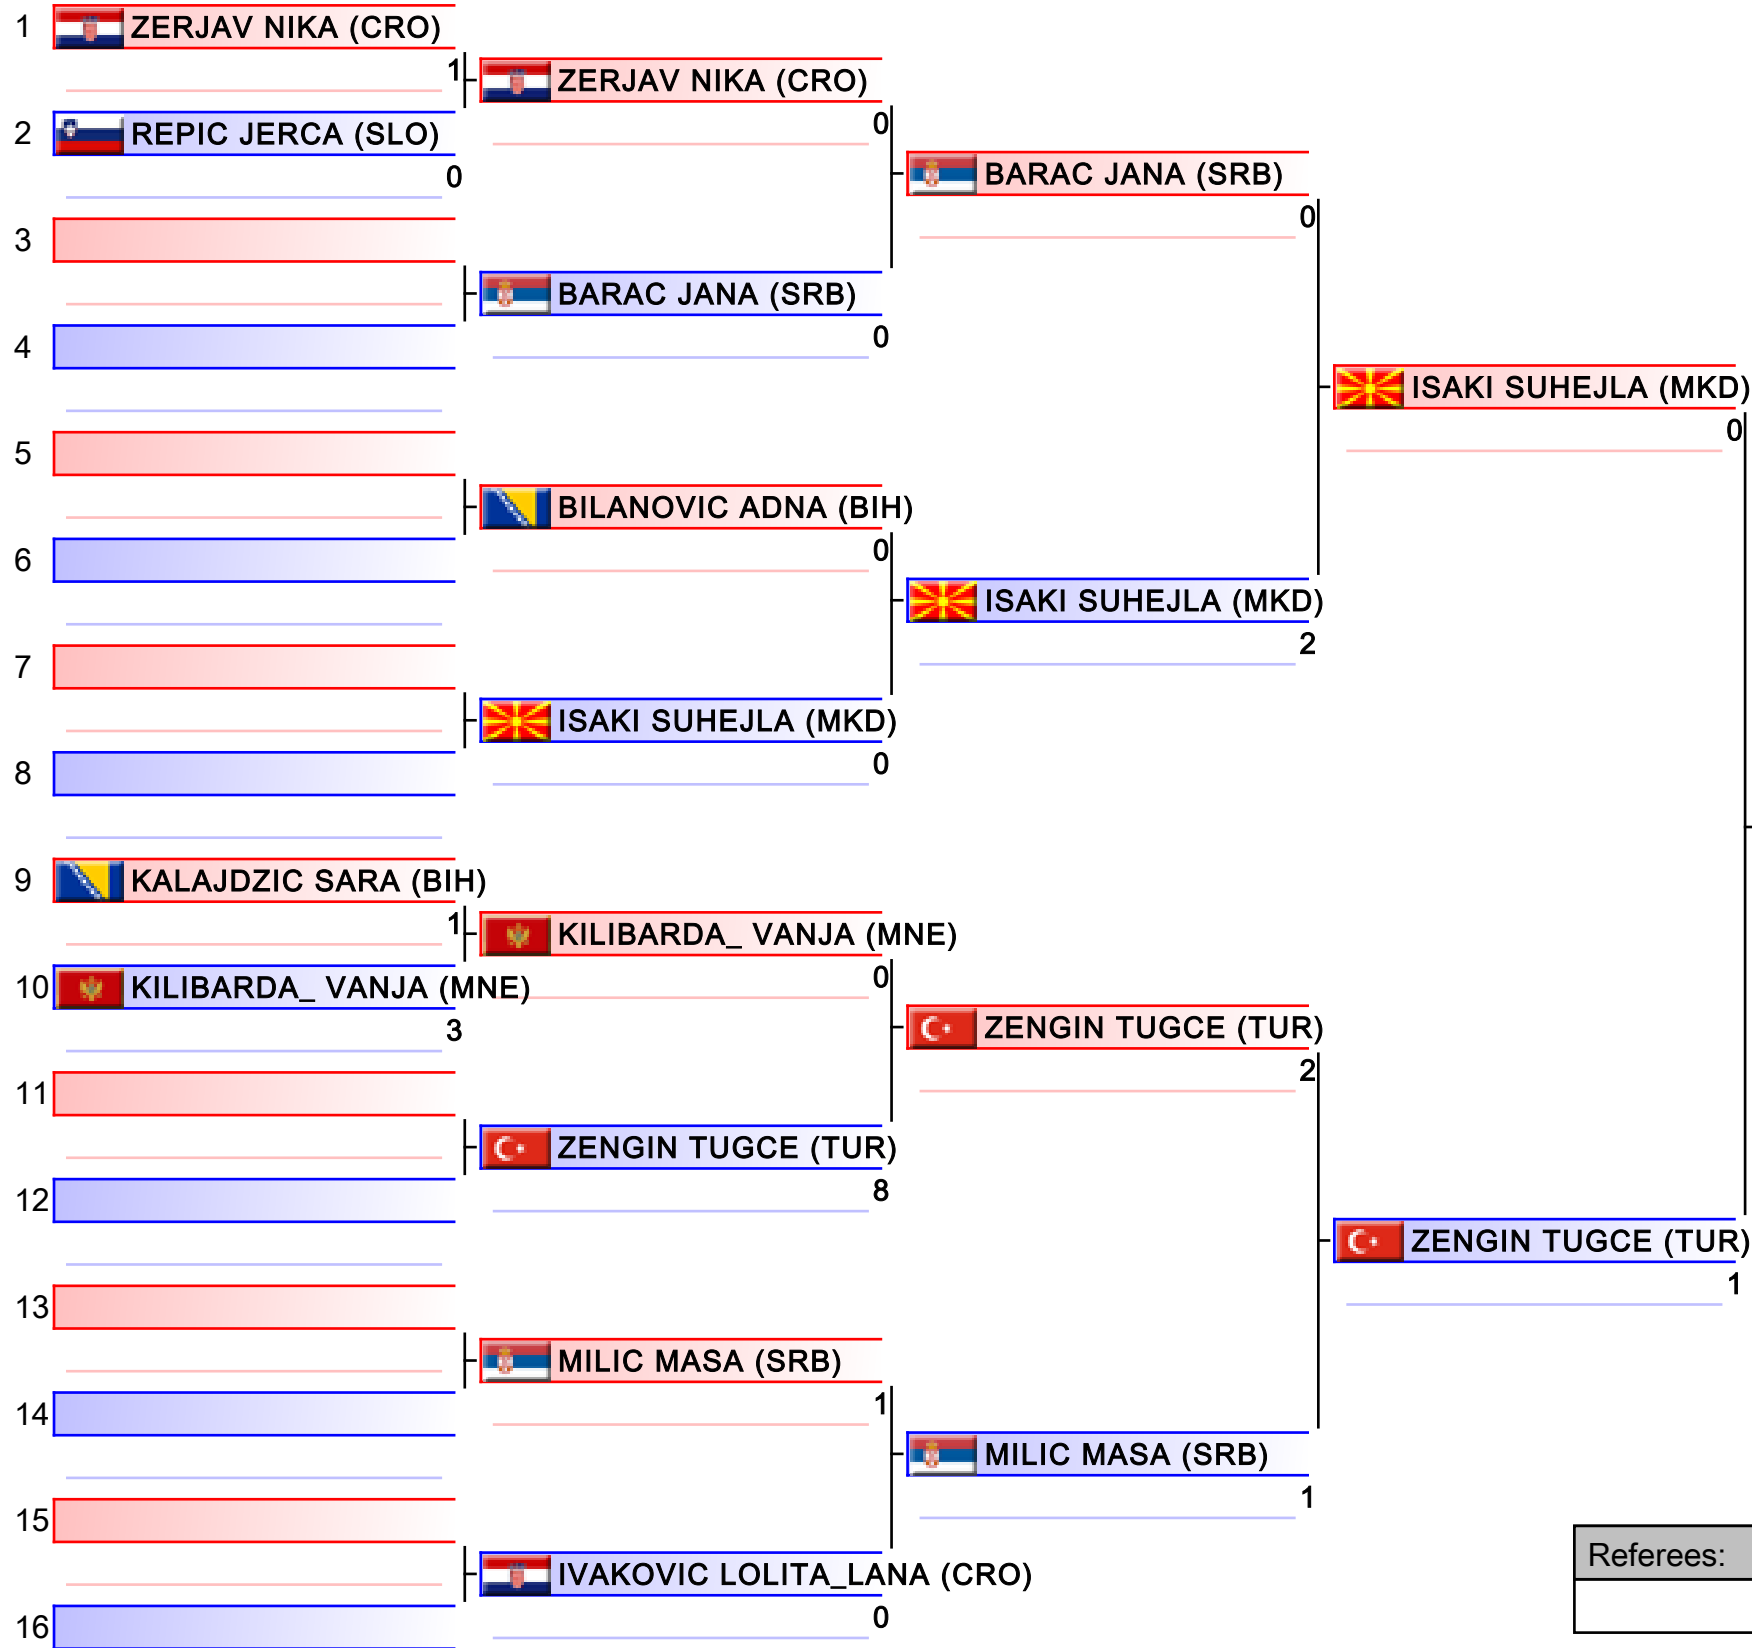 1 ZERJAV NIKA (CRO)
1
ZERJAV NIKA (CRO)
0
2 REPIC JERCA (SLO)
0
BARAC JANA (SRB)
0
3
BARAC JANA (SRB)
0
4
ISAKI SUHEJLA (MKD)
0
5
BILANOVIC ADNA (BIH)
0
6
ISAKI SUHEJLA (MKD)
2
7
ISAKI SUHEJLA (MKD)
0
8
9 KALAJDZIC SARA (BIH)
1
KILIBARDA_ VANJA (MNE)
0
10 KILIBARDA_ VANJA (MNE)
3
ZENGIN TUGCE (TUR)
2
11
ZENGIN TUGCE (TUR)
8
12
ZENGIN TUGCE (TUR)
1
13
MILIC MASA (SRB)
1
14
MILIC MASA (SRB)
1
15
IVAKOVIC LOLITA_LANA (CRO)
0
16
Referees: